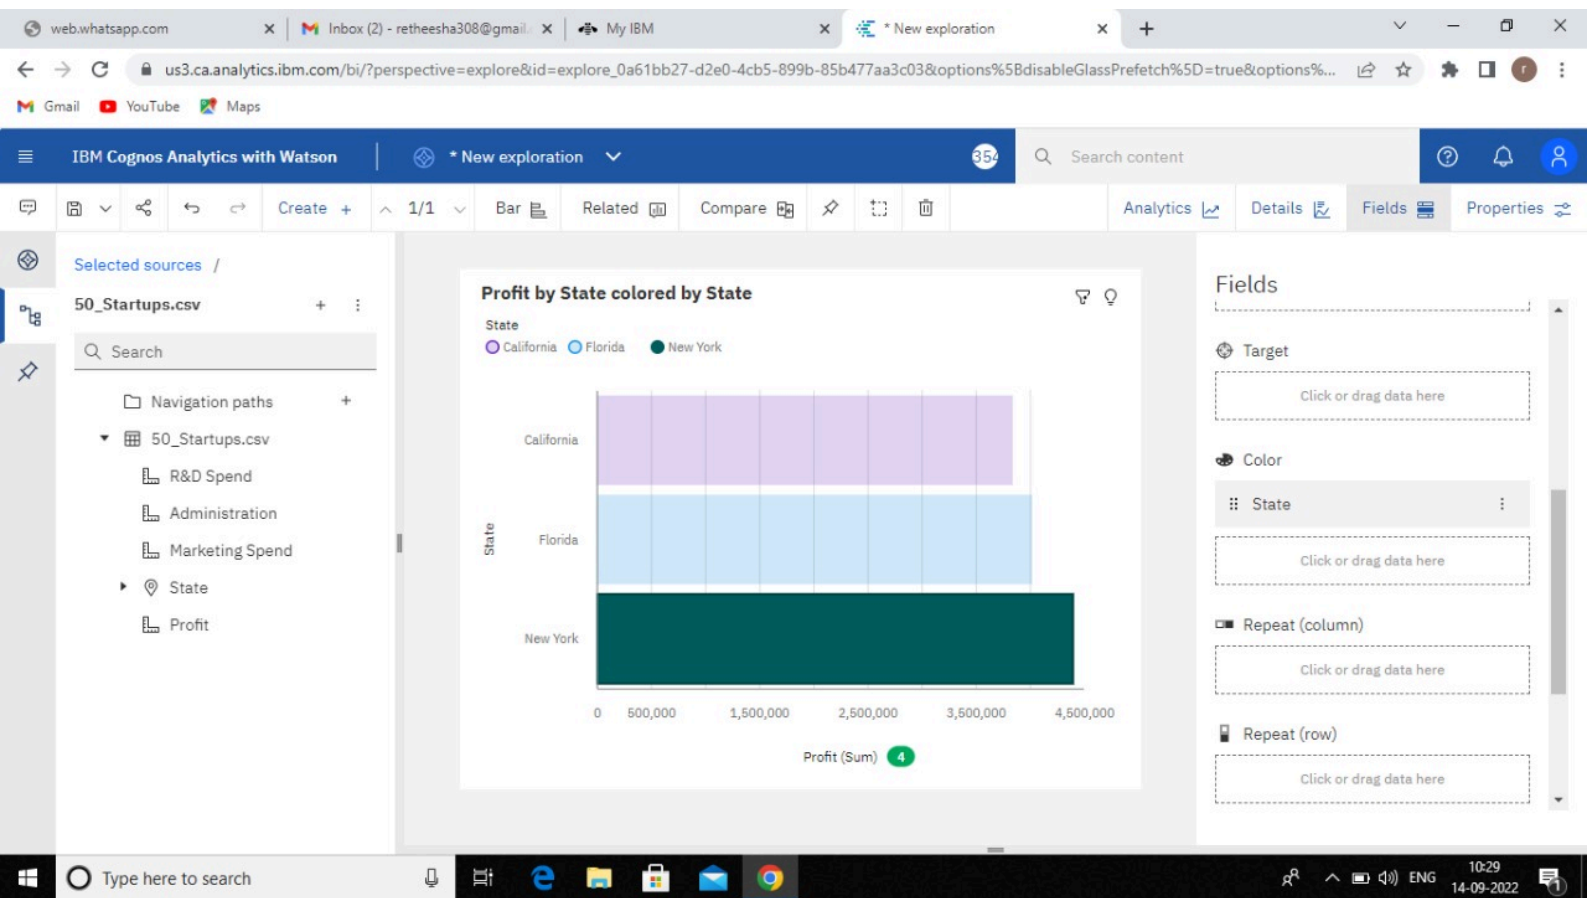 web.whatsapp.com
Inbox (2) - retheesha308@gmail.
My IBM
* New exploration
us3.ca.analytics.ibm.com/bi/?perspective=explore&id=explore_0a61bb27-d2e0-4cb5-899b-85b477aa3c03&options%5BdisableGlassPrefetch%5D=true&options%...
r
Gmail
YouTube
Maps
IBM Cognos Analytics with Watson
* New exploration
354
Search content
Create +
1/1
Bar
Related
Compare
Analytics
Details
Fields
Properties
Selected sources /
50_Startups.csv
Search
Navigation paths
50_Startups.csv
R&D Spend
Administration
Marketing Spend
State
Profit
Profit by State colored by State
State
California
Florida
New York
State
California
Florida
New York
0
500,000
1,500,000
2,500,000
3,500,000
4,500,000
Profit (Sum) 4
Fields
Target
Click or drag data here
Color
State
Click or drag data here
Repeat (column)
Click or drag data here
Repeat (row)
Click or drag data here
Type here to search
ENG
10:29
14-09-2022
1